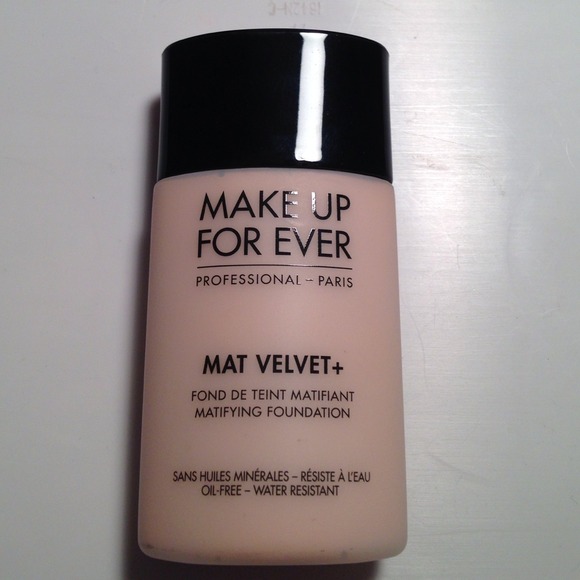 MAKE UP
FOR EVER
PROFESSIONAL – PARIS
MAT VELVET+
FOND DE TEINT MATIFIANT
MATIFYING FOUNDATION
SANS HUILES MINÉRALES – RÉSISTE À L'EAU
OIL-FREE – WATER RESISTANT